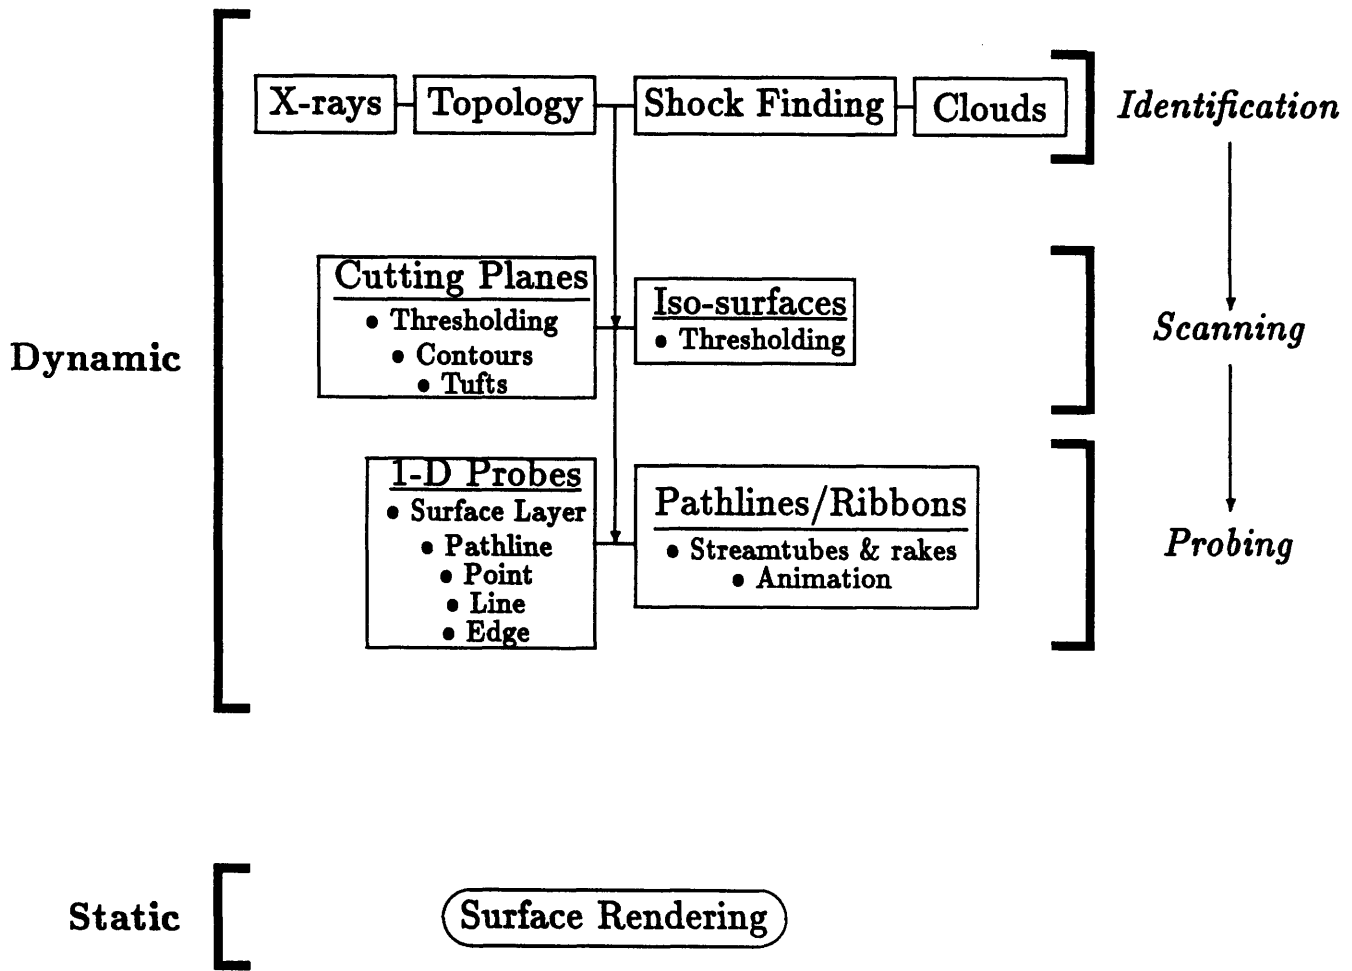 X-rays
Topology
Shock Finding
Clouds
Identification
Cutting Planes
• Thresholding
• Contours
• Tufts
Iso-surfaces
• Thresholding
Scanning
Dynamic
1-D Probes
• Surface Layer
• Pathline
• Point
• Line
• Edge
Pathlines/Ribbons
• Streamtubes & rakes
• Animation
Probing
Static
Surface Rendering